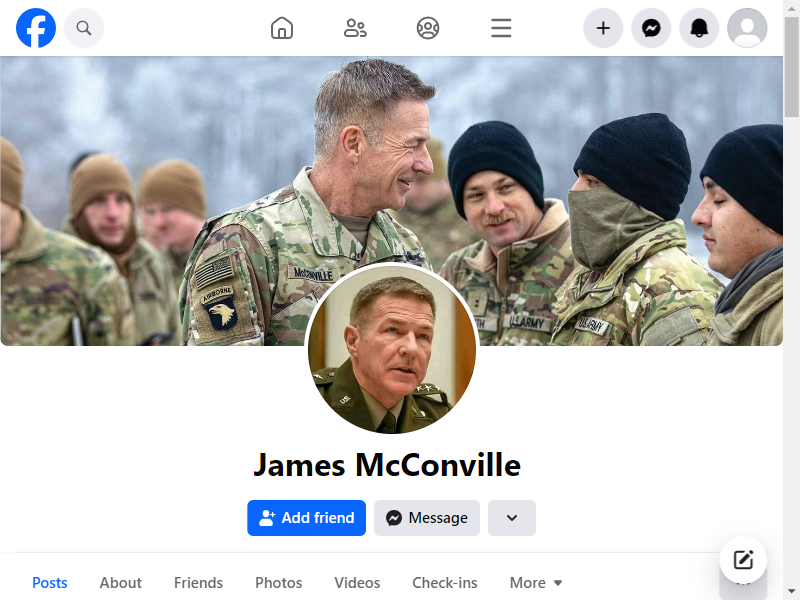 McCONVILLE
AIRBORNE
U.S.ARMY
U.S.ARMY
U.S.
James McConville
Add friend
Message
Posts
About
Friends
Photos
Videos
Check-ins
More